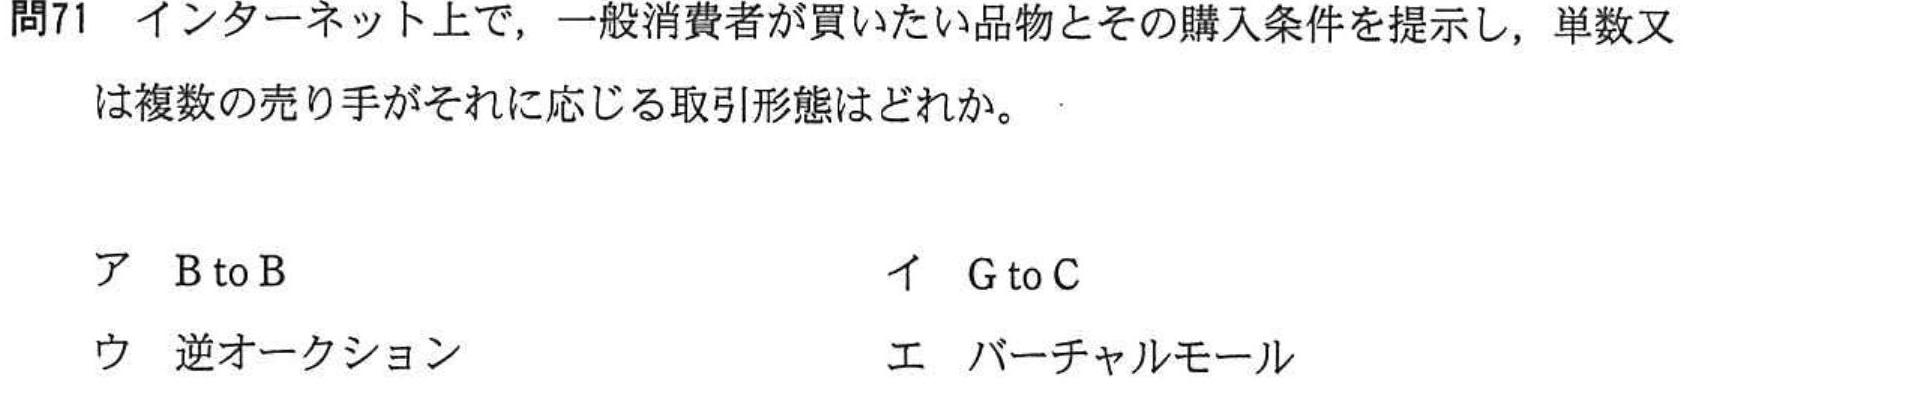 問71 インターネット上で，一般消費者が買いたい品物とその購入条件を提示し，単数又
は複数の売り手がそれに応じる取引形態はどれか。
ア B to B イ G to C
ウ 逆オークション エ バーチャルモール